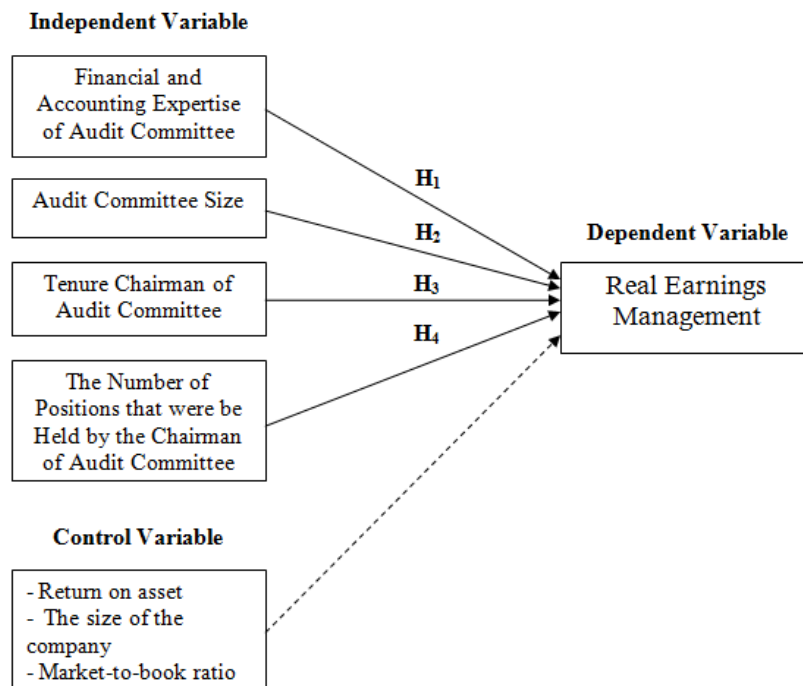 Independent Variable
Financial and
Accounting Expertise
of Audit Committee
H₁
Audit Committee Size
H₂
Dependent Variable
Tenure Chairman of
Audit Committee
H₃
Real Earnings
Management
H₄
The Number of
Positions that were be
Held by the Chairman
of Audit Committee
Control Variable
- Return on asset
- The size of the
company
- Market-to-book ratio